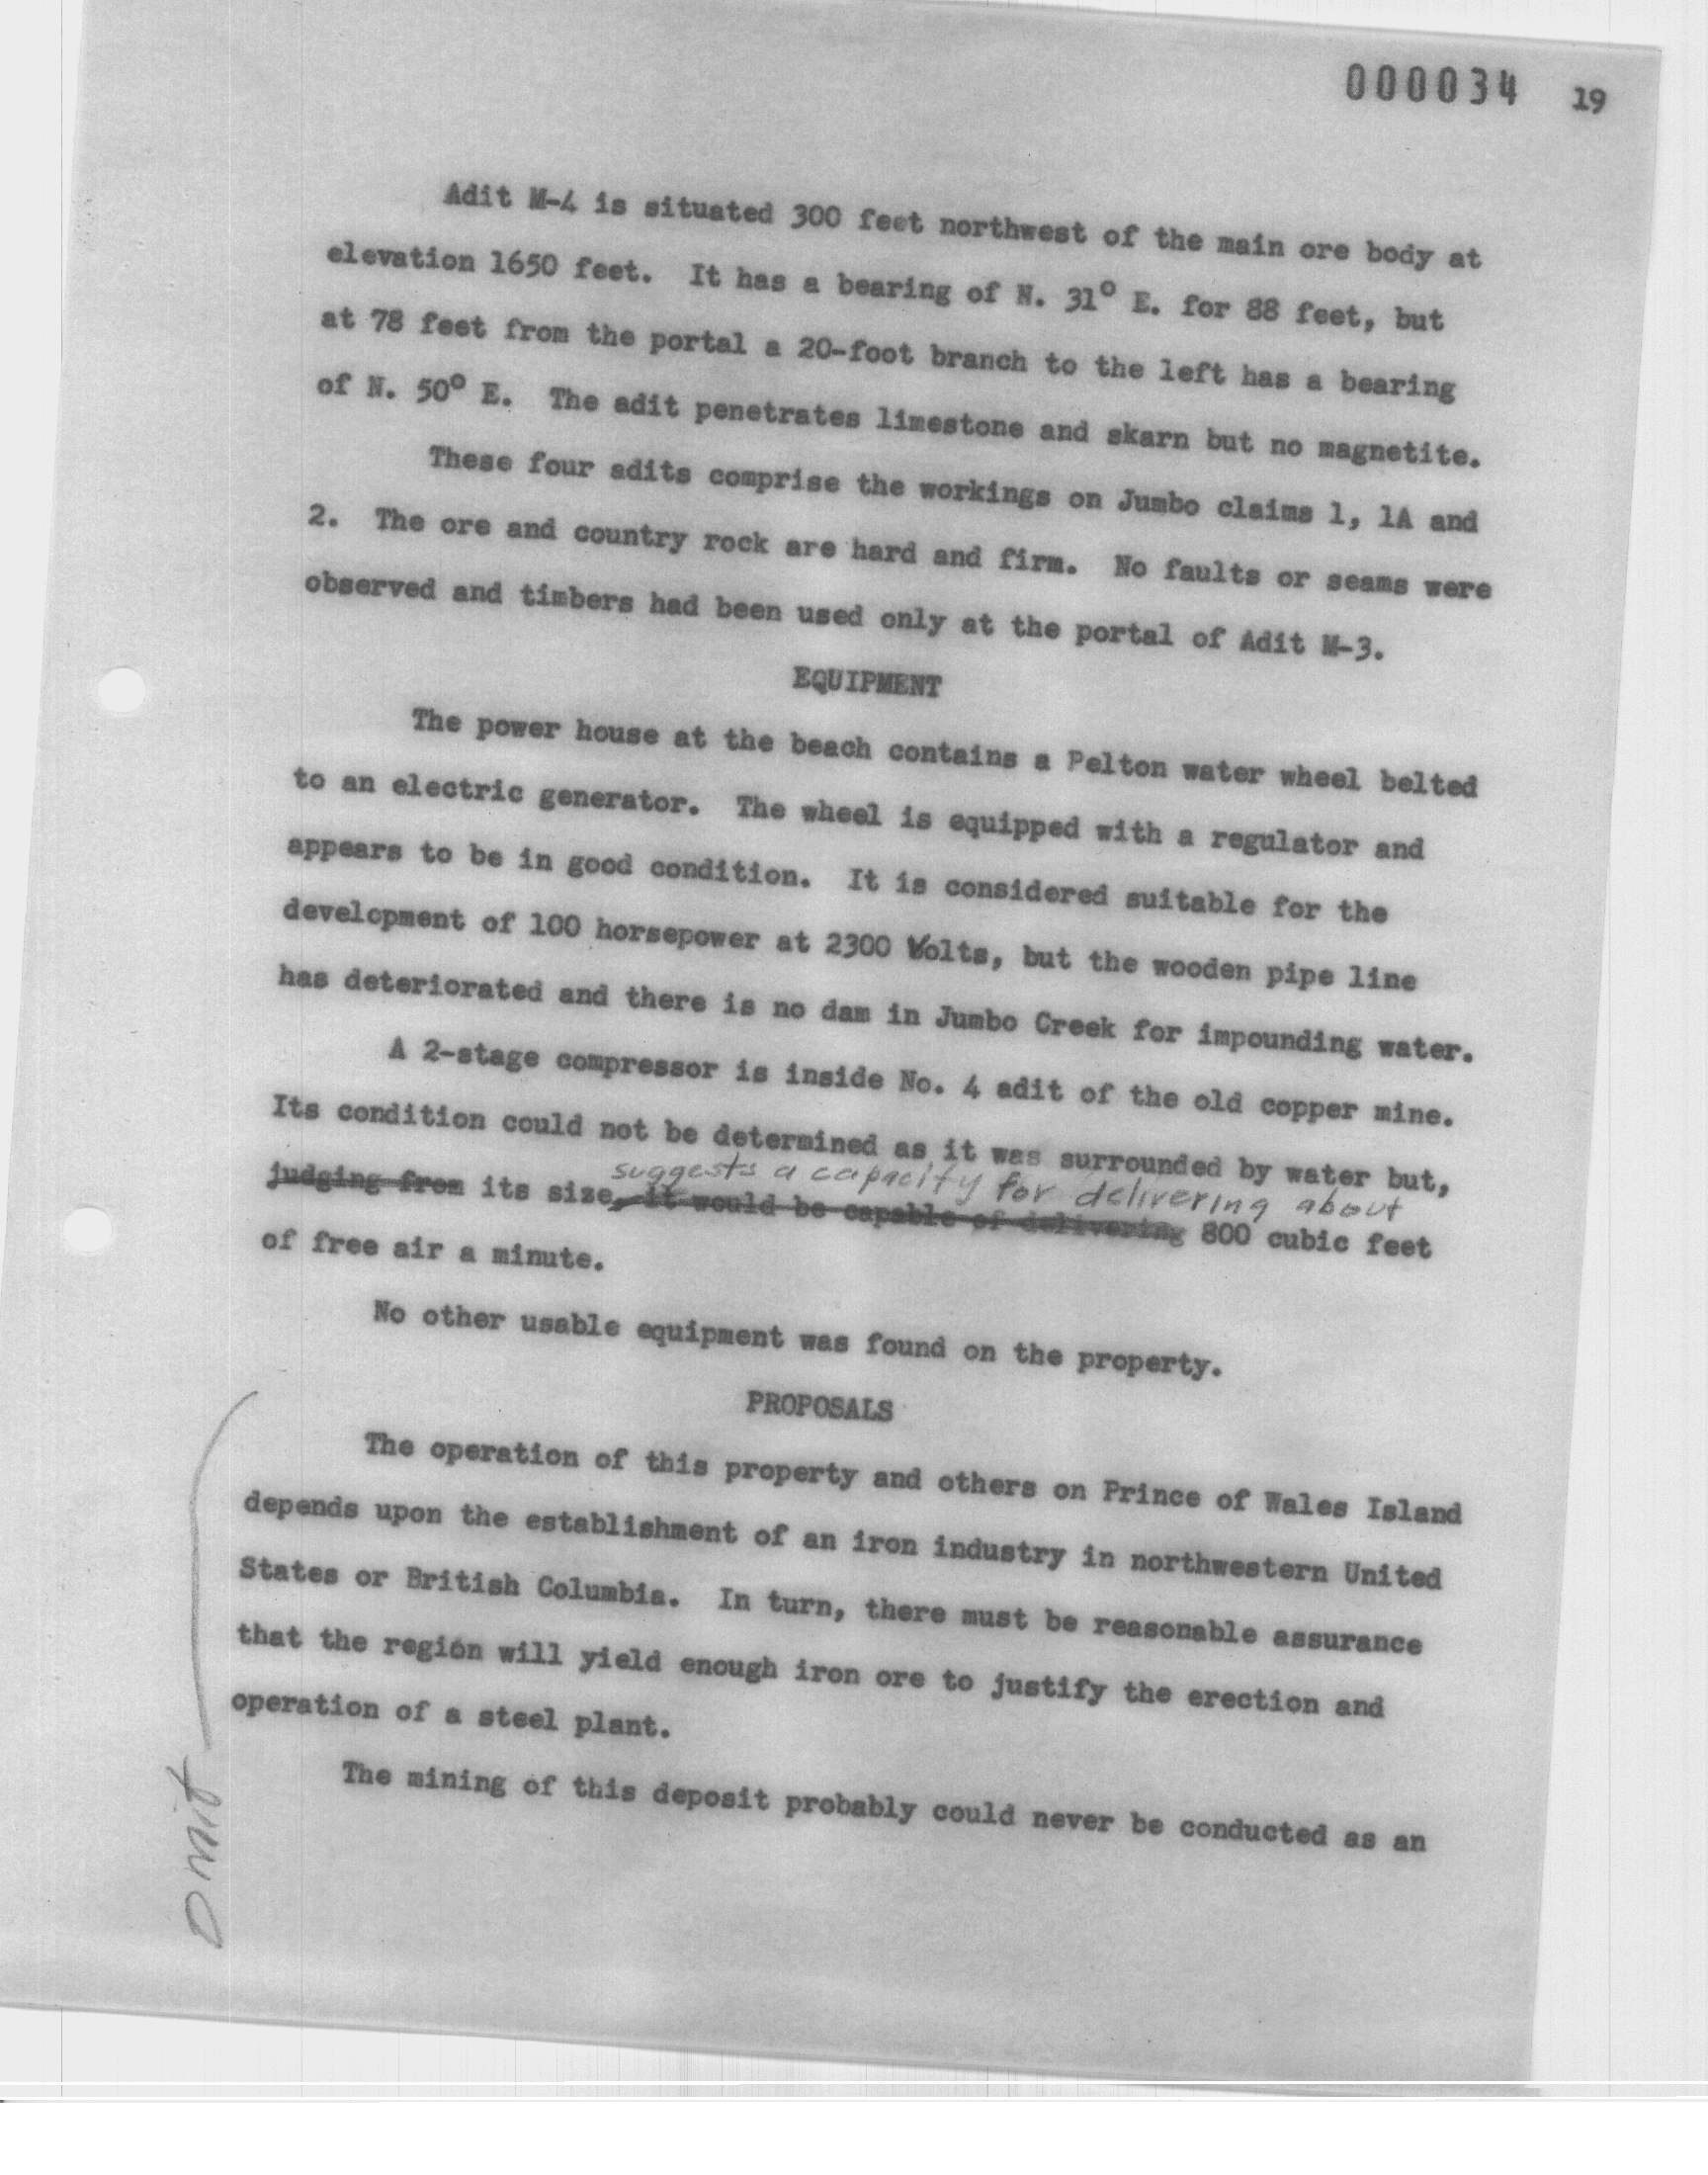 000034 19
Adit M-4 is situated 300 feet northwest of the main ore body at
elevation 1650 feet. It has a bearing of N. 31° E. for 88 feet, but
at 78 feet from the portal a 20-foot branch to the left has a bearing
of N. 50° E. The adit penetrates limestone and skarn but no magnetite.
These four adits comprise the workings on Jumbo claims 1, 1A and
2. The ore and country rock are hard and firm. No faults or seams were
observed and timbers had been used only at the portal of Adit M-3.
EQUIPMENT
The power house at the beach contains a Pelton water wheel belted
to an electric generator. The wheel is equipped with a regulator and
appears to be in good condition. It is considered suitable for the
development of 100 horsepower at 2300 Volts, but the wooden pipe line
has deteriorated and there is no dam in Jumbo Creek for impounding water.
A 2-stage compressor is inside No. 4 adit of the old copper mine.
Its condition could not be determined as it was surrounded by water but,
suggests a capacity for delivering about
judging from its size, it would be capable of delivering 800 cubic feet
of free air a minute.
No other usable equipment was found on the property.
PROPOSALS
The operation of this property and others on Prince of Wales Island
depends upon the establishment of an iron industry in northwestern United
States or British Columbia. In turn, there must be reasonable assurance
that the region will yield enough iron ore to justify the erection and
operation of a steel plant.
The mining of this deposit probably could never be conducted as an
omit